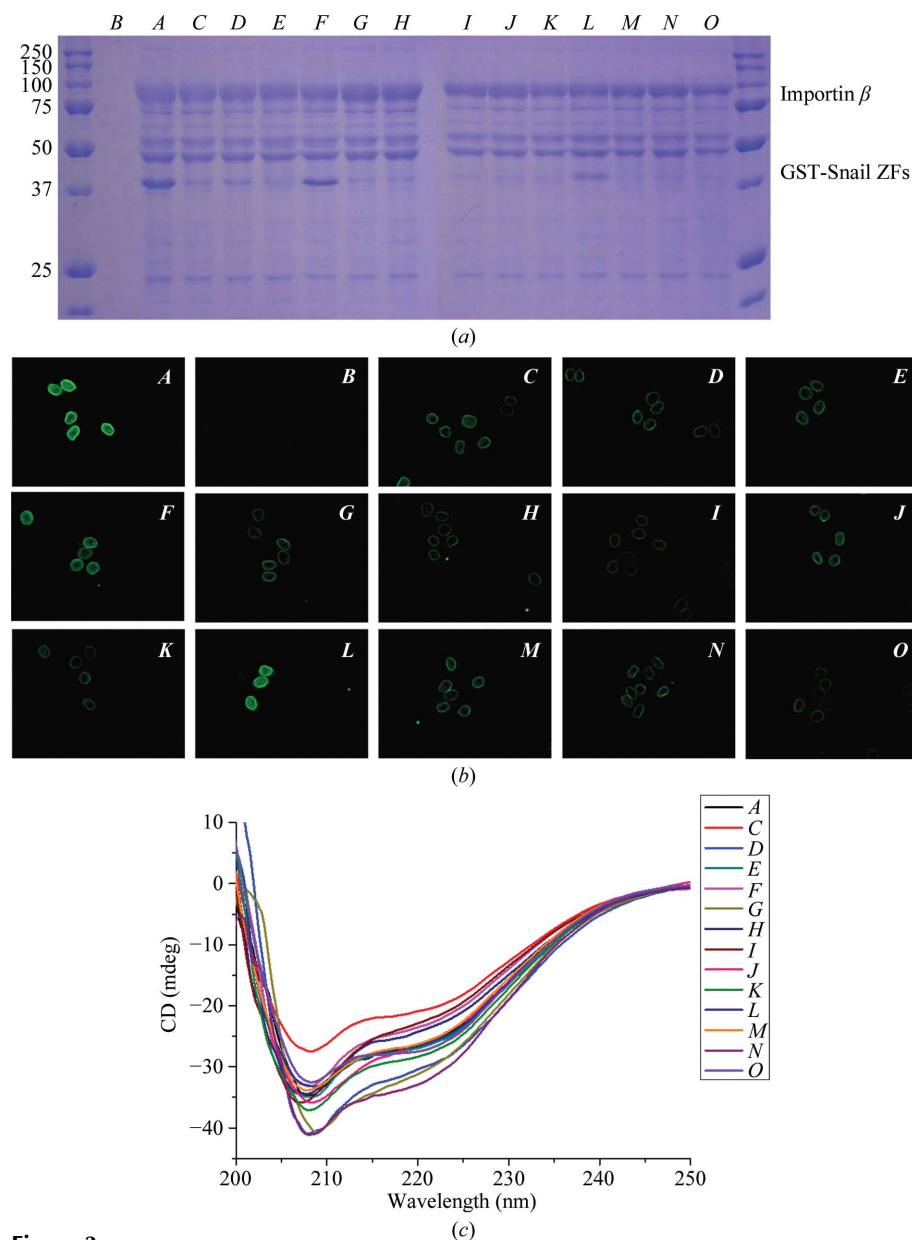 B A C D E F G H I J K L M N O
250
150
100
75
50
37
25
Importin β
GST-Snail ZFs
(a)
A B C D E
F G H I J
K L M N O
(b)
10
0
−10
−20
−30
−40
CD (mdeg)
200 210 220 230 240 250
Wavelength (nm)
A
C
D
E
F
G
H
I
J
K
L
M
N
O
(c)